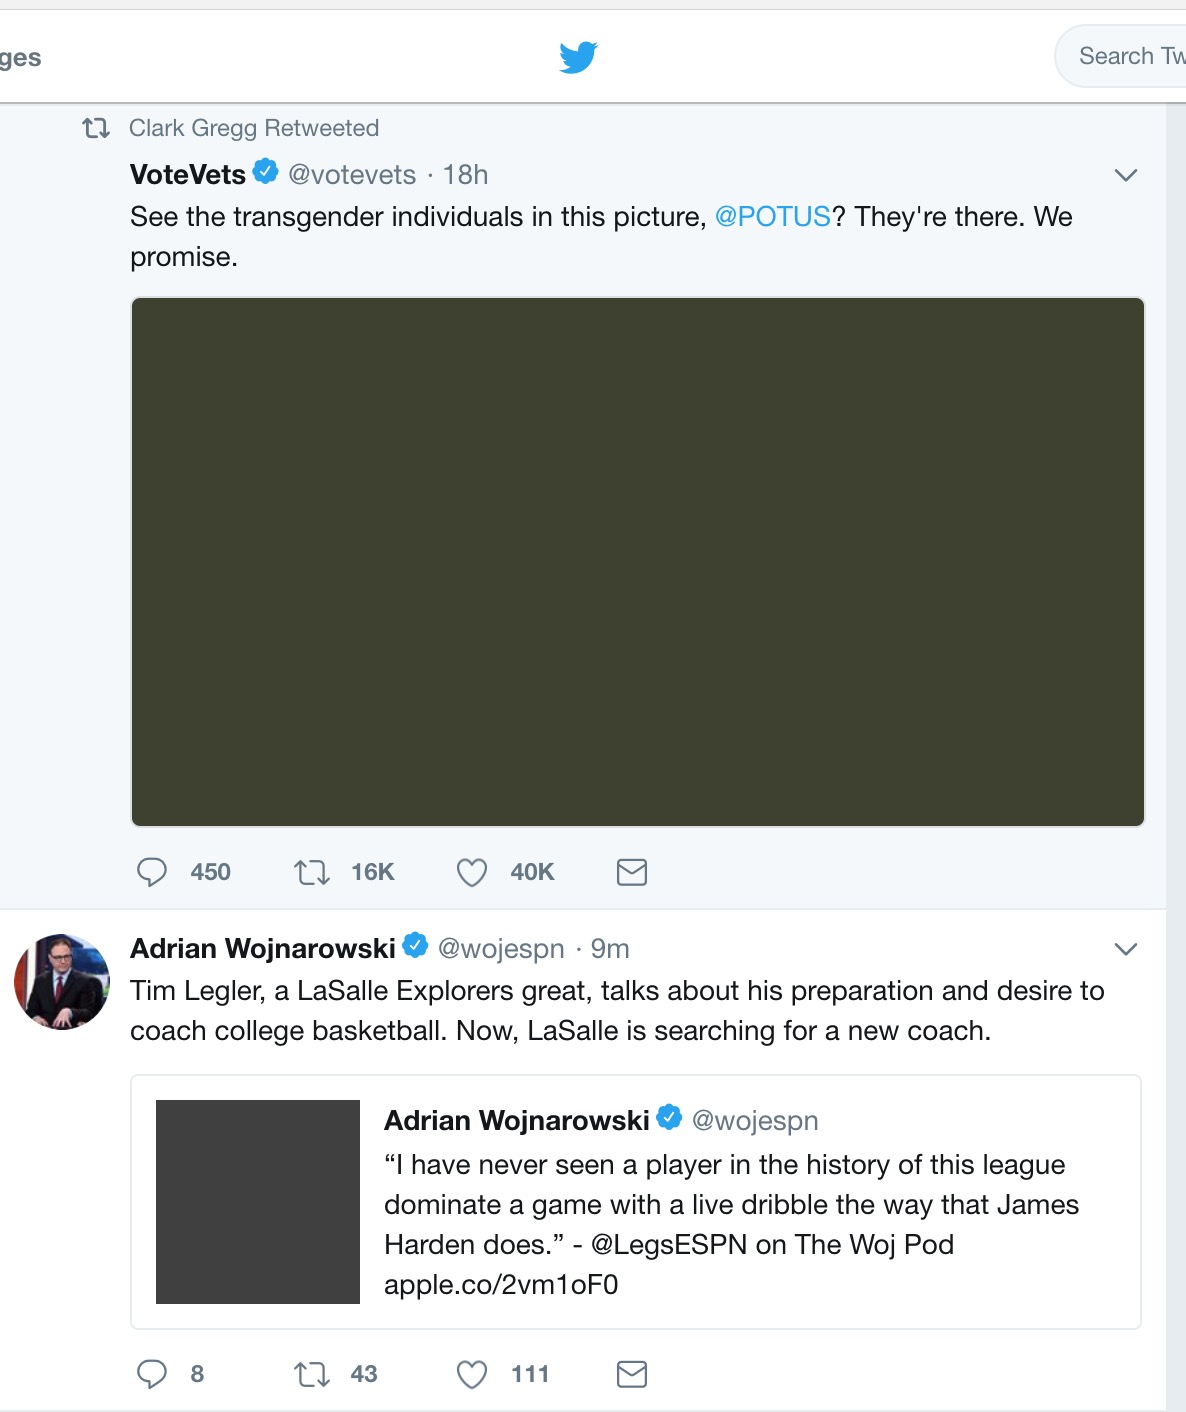 ges
Search Tw
Clark Gregg Retweeted
VoteVets @votevets · 18h
See the transgender individuals in this picture, @POTUS? They're there. We
promise.
450 16K 40K
Adrian Wojnarowski @wojespn · 9m
Tim Legler, a LaSalle Explorers great, talks about his preparation and desire to
coach college basketball. Now, LaSalle is searching for a new coach.
Adrian Wojnarowski @wojespn
“I have never seen a player in the history of this league
dominate a game with a live dribble the way that James
Harden does.” - @LegsESPN on The Woj Pod
apple.co/2vm1oF0
8 43 111